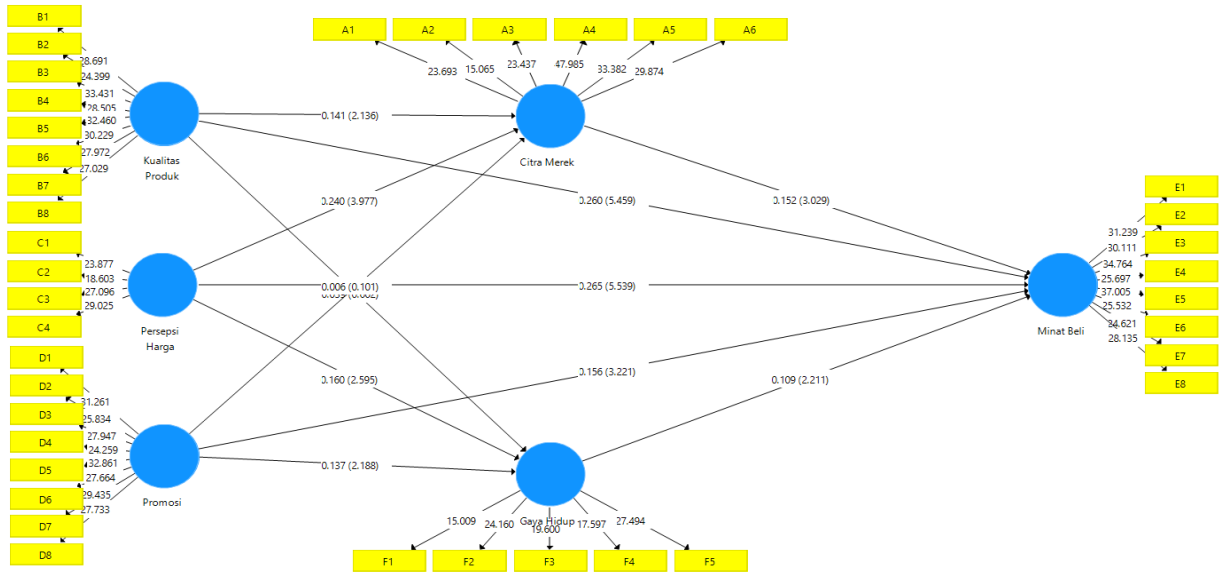 B1
B2
B3
B4
B5
B6
B7
B8
28.691
24.399
33.431
28.505
32.460
30.229
27.972
27.029
Kualitas
Produk
A1
A2
A3
A4
A5
A6
23.693
15.065
23.437
47.985
33.382
29.874
Citra Merek
0.141 (2.136)
0.240 (3.977)
0.260 (5.459)
0.152 (3.029)
0.006 (0.101)
0.265 (5.539)
0.160 (2.595)
0.156 (3.221)
0.109 (2.211)
0.137 (2.188)
C1
C2
C3
C4
23.877
18.603
27.096
29.025
Persepsi
Harga
D1
D2
D3
D4
D5
D6
D7
D8
31.261
25.834
27.947
24.259
32.861
27.664
29.435
27.733
Promosi
E1
E2
E3
E4
E5
E6
E7
E8
31.239
30.111
34.764
25.697
37.005
25.532
24.621
28.135
Minat Beli
Gaya Hidup
15.009
24.160
19.600
17.597
27.494
F1
F2
F3
F4
F5